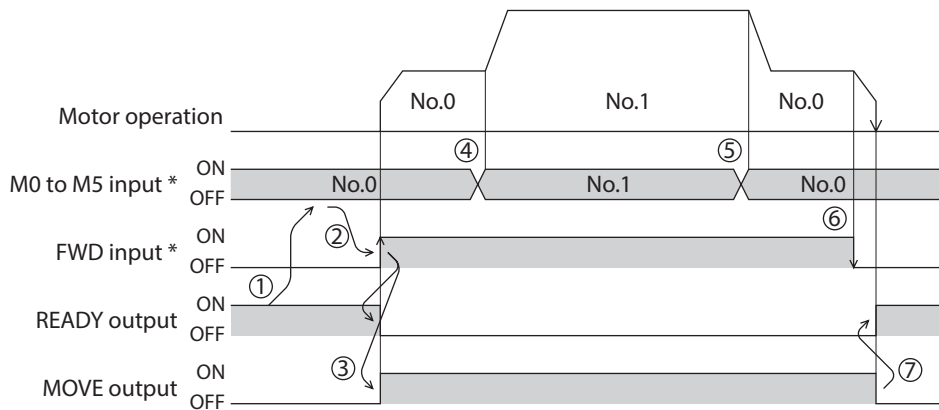 Motor operation
No.0
No.1
No.0
M0 to M5 input *
ON
OFF
No.0
④
No.1
⑤
No.0
FWD input *
ON
OFF
①
②
⑥
READY output
ON
OFF
③
⑦
MOVE output
ON
OFF